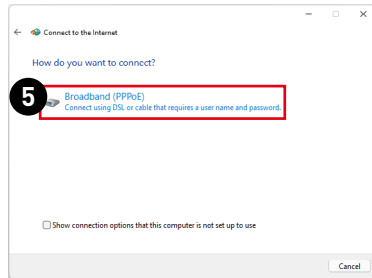 Connect to the Internet
How do you want to connect?
5
Broadband (PPPoE)
Connect using DSL or cable that requires a user name and password.
Show connection options that this computer is not set up to use
Cancel